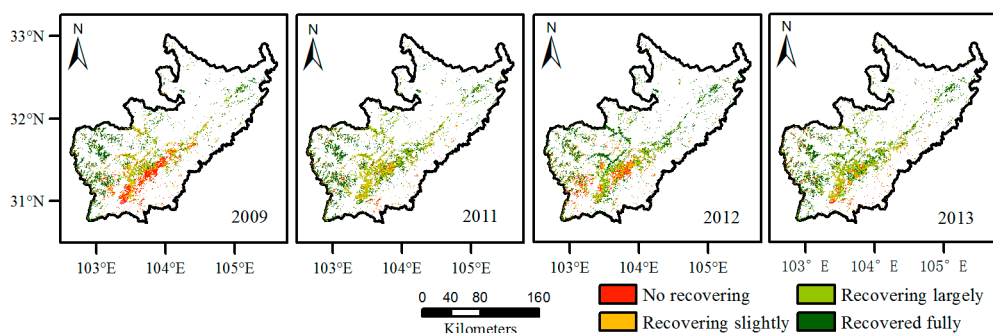 33°N
32°N
31°N
N
N
N
N
2009
2011
2012
2013
103°E 104°E 105°E
103°E 104°E 105°E
103°E 104°E 105°E
103° E 104° E 105° E
0 40 80 160
Kilometers
No recovering
Recovering slightly
Recovering largely
Recovered fully